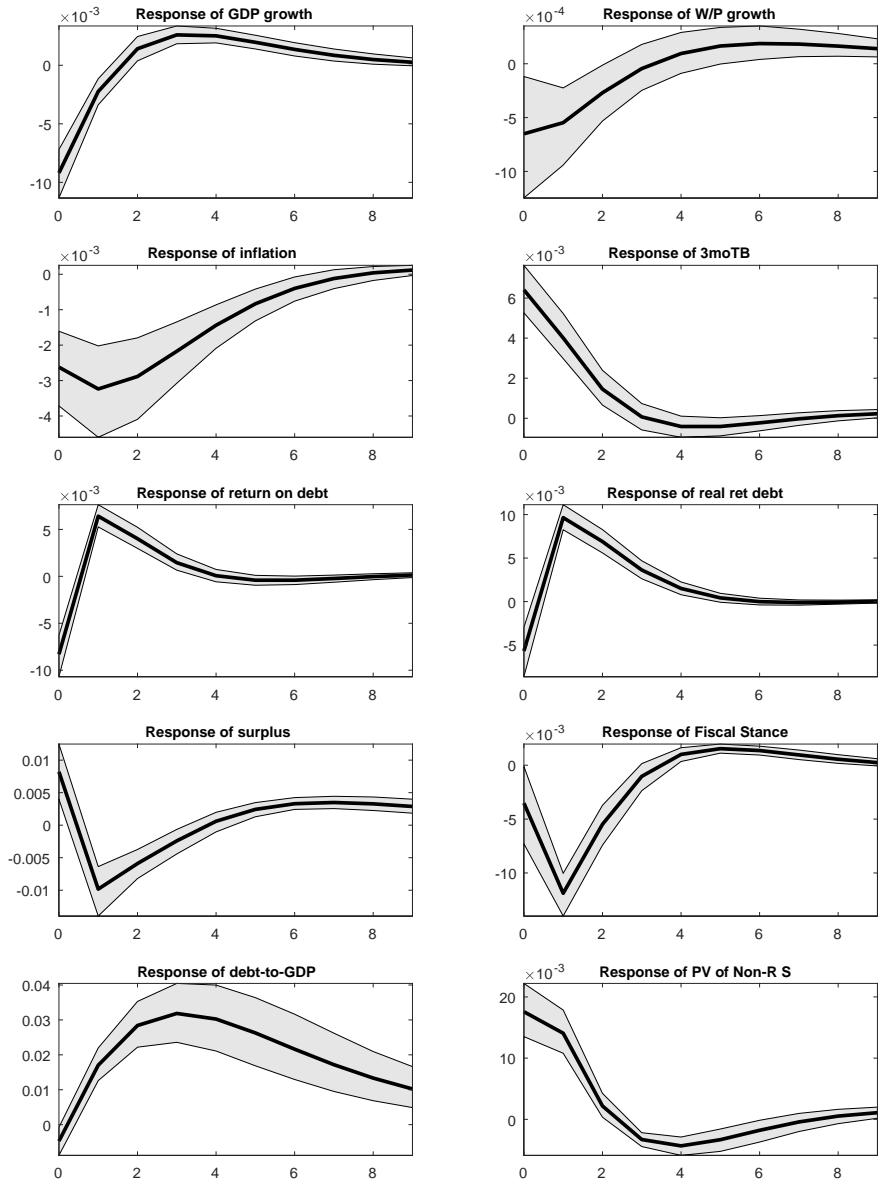 Response of GDP growth
×10⁻³
0
-5
-10
0 2 4 6 8
Response of W/P growth
×10⁻⁴
5
0
-5
-10
0 2 4 6 8
Response of inflation
×10⁻³
0
-1
-2
-3
-4
0 2 4 6 8
Response of 3moTB
×10⁻³
6
4
2
0
0 2 4 6 8
Response of return on debt
×10⁻³
5
0
-5
-10
0 2 4 6 8
Response of real ret debt
×10⁻³
10
5
0
-5
0 2 4 6 8
Response of surplus
0.01
0.005
0
-0.005
-0.01
0 2 4 6 8
Response of Fiscal Stance
×10⁻³
0
-5
-10
0 2 4 6 8
Response of debt-to-GDP
0.04
0.03
0.02
0.01
0
0 2 4 6 8
Response of PV of Non-R S
×10⁻³
20
10
0
0 2 4 6 8